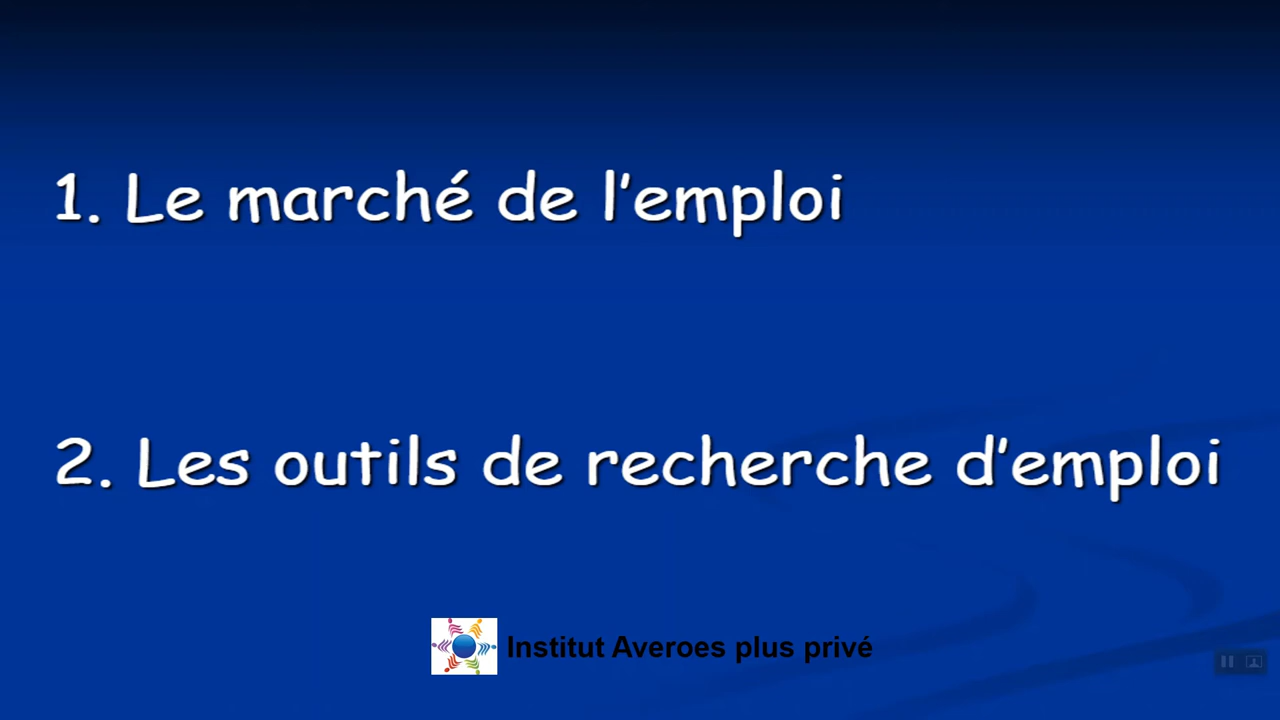 1. Le marché de l'emploi
2. Les outils de recherche d'emploi
Institut Averoes plus privé